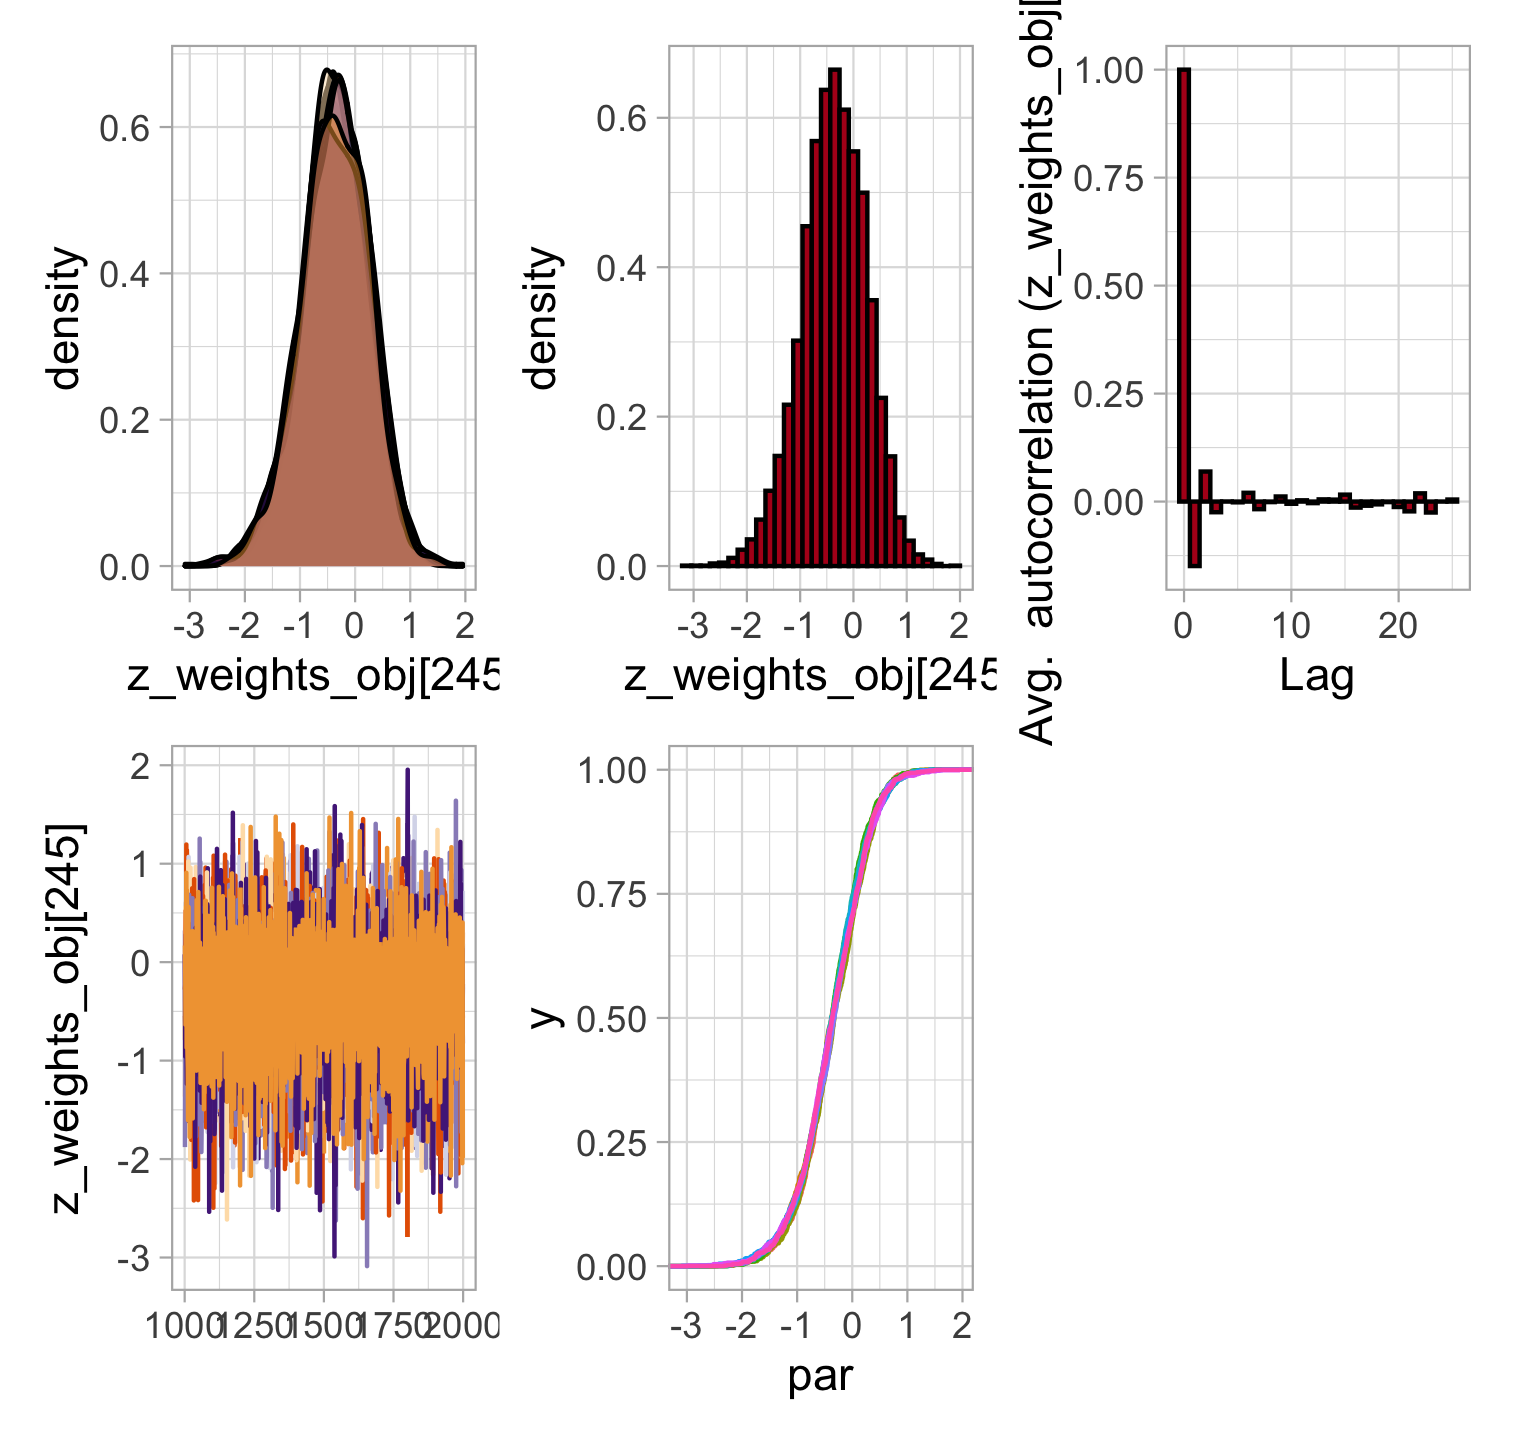 density
0.6
0.4
0.2
0.0
-3 -2 -1 0 1 2
z_weights_obj[245
density
0.6
0.4
0.2
0.0
-3 -2 -1 0 1 2
z_weights_obj[245
Avg. autocorrelation (z_weights_obj[
1.00
0.75
0.50
0.25
0.00
0 10 20
Lag
z_weights_obj[245]
2
1
0
-1
-2
-3
1000 1250 1500 1750 2000
y
1.00
0.75
0.50
0.25
0.00
-3 -2 -1 0 1 2
par